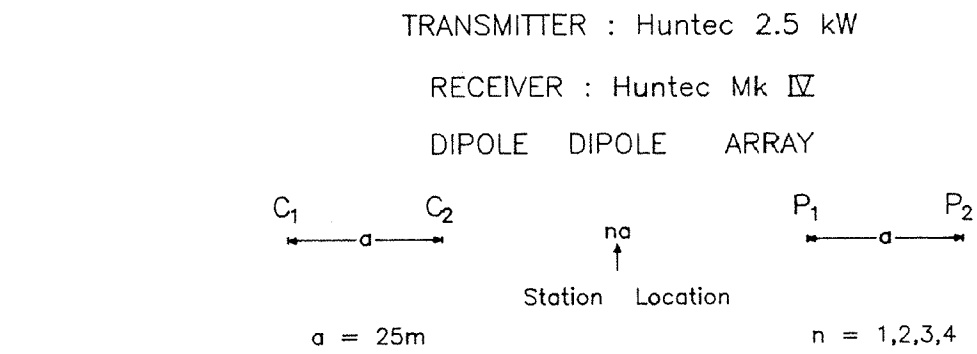 TRANSMITTER : Huntec 2.5 kW
RECEIVER : Huntec Mk IV
DIPOLE DIPOLE ARRAY
C1 C2 P1 P2
a na a
Station Location
a = 25m n = 1,2,3,4